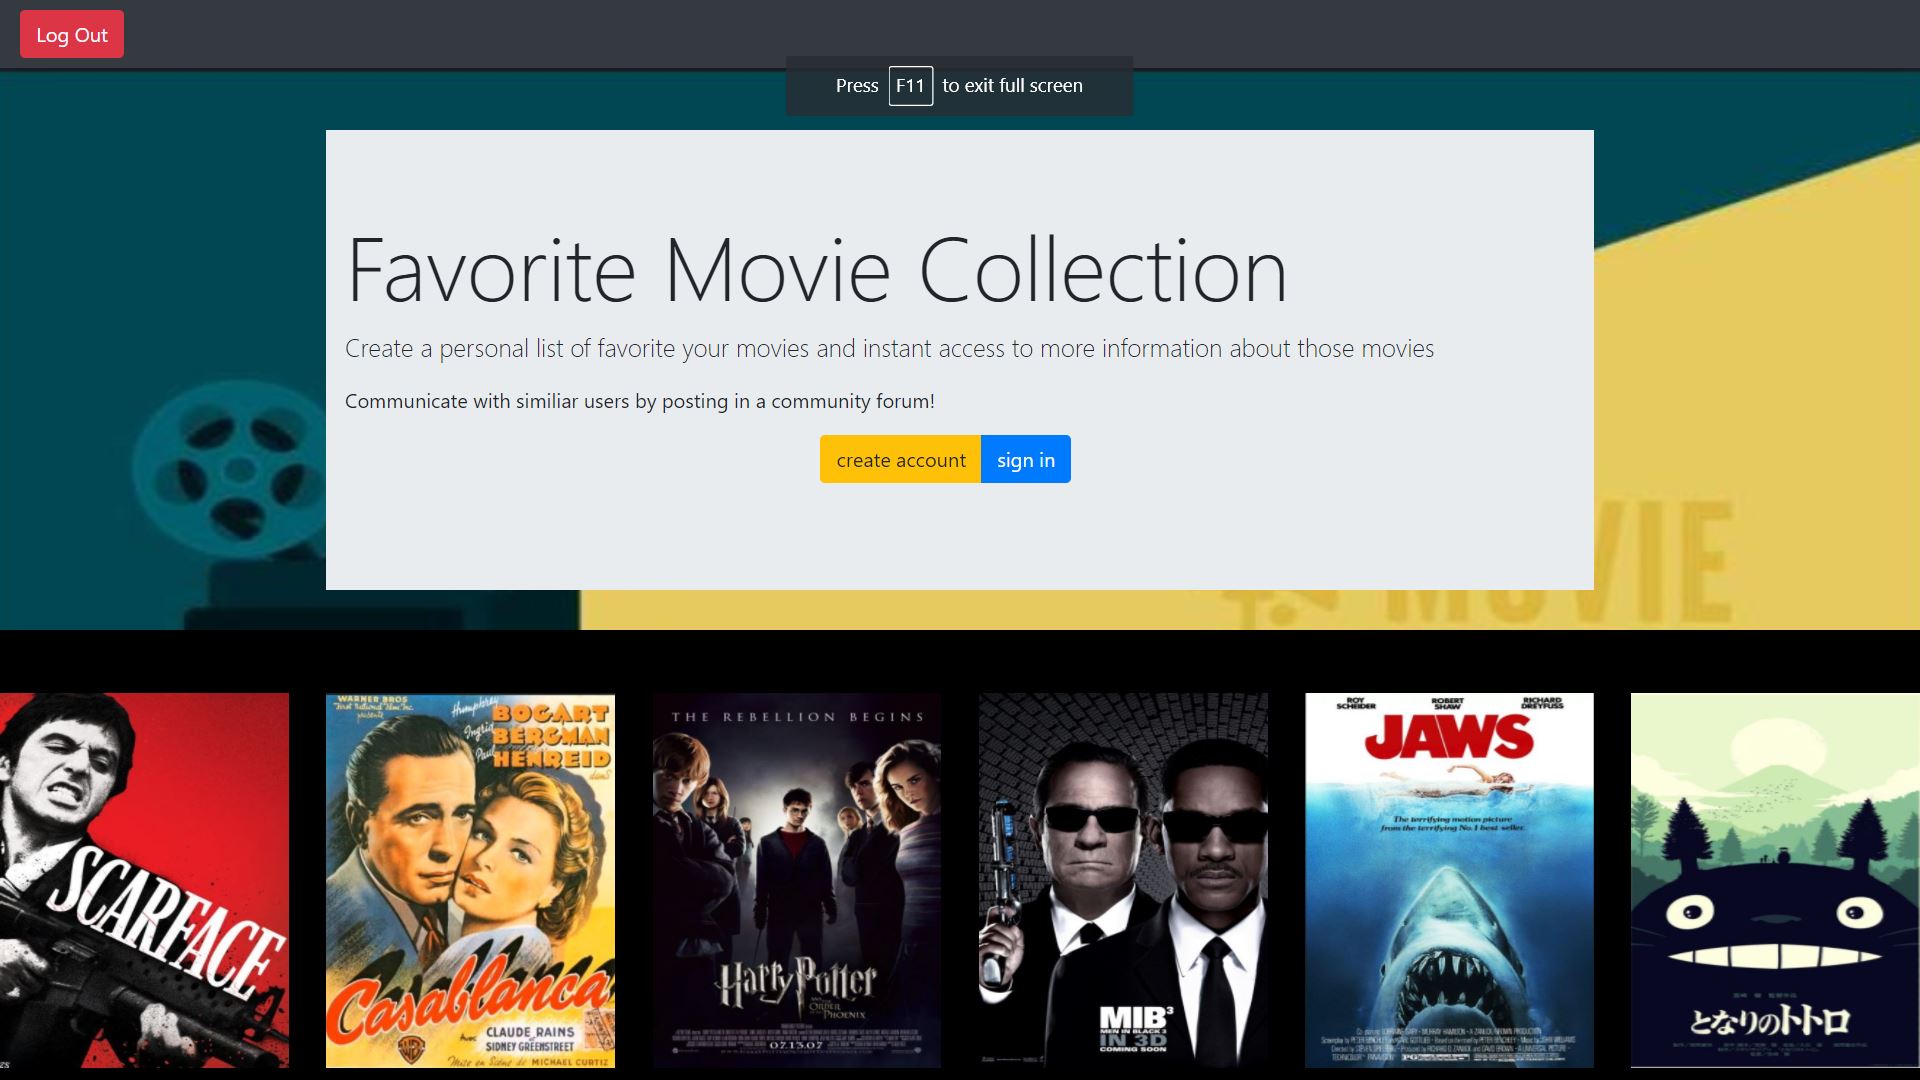 Log Out
Press F11 to exit full screen
Favorite Movie Collection
Create a personal list of favorite your movies and instant access to more information about those movies
Communicate with similiar users by posting in a community forum!
create account sign in
MOVIE
SCARFACE
WARNER BROS
First National Film, Inc.
présente
Humphrey BOGART
Ingrid BERGMAN
Paul HENREID
dans
Casablanca
avec CLAUDE RAINS
SIDNEY GREENSTREET
Mise en Scène de MICHAEL CURTIZ
THE REBELLION BEGINS
Harry Potter
AND THE
ORDER
OF THE
PHOENIX
07.13.07
MIB³
MEN IN BLACK 3
IN 3D
COMING SOON
ROY SCHEIDER
ROBERT SHAW
RICHARD DREYFUSS
JAWS
The terrifying motion picture
from the terrifying No. 1 best seller.
となりのトトロ